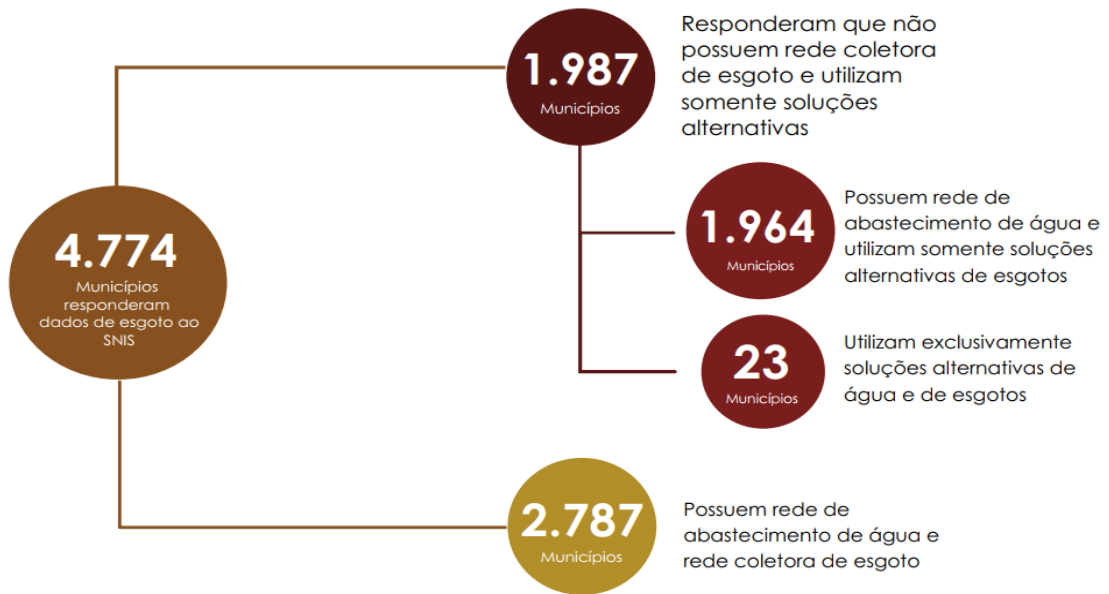 1.987
Municípios
Responderam que não
possuem rede coletora
de esgoto e utilizam
somente soluções
alternativas
4.774
Municípios
responderam
dados de esgoto ao
SNIS
1.964
Municípios
Possuem rede de
abastecimento de água e
utilizam somente soluções
alternativas de esgotos
23
Municípios
Utilizam exclusivamente
soluções alternativas de
água e de esgotos
2.787
Municípios
Possuem rede de
abastecimento de água e
rede coletora de esgoto